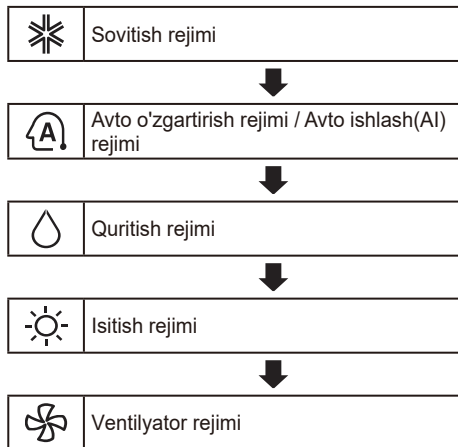 Sovitish rejimi
A
Avto o'zgartirish rejimi / Avto ishlash(AI)
rejimi
Quritish rejimi
Isitish rejimi
Ventilyator rejimi